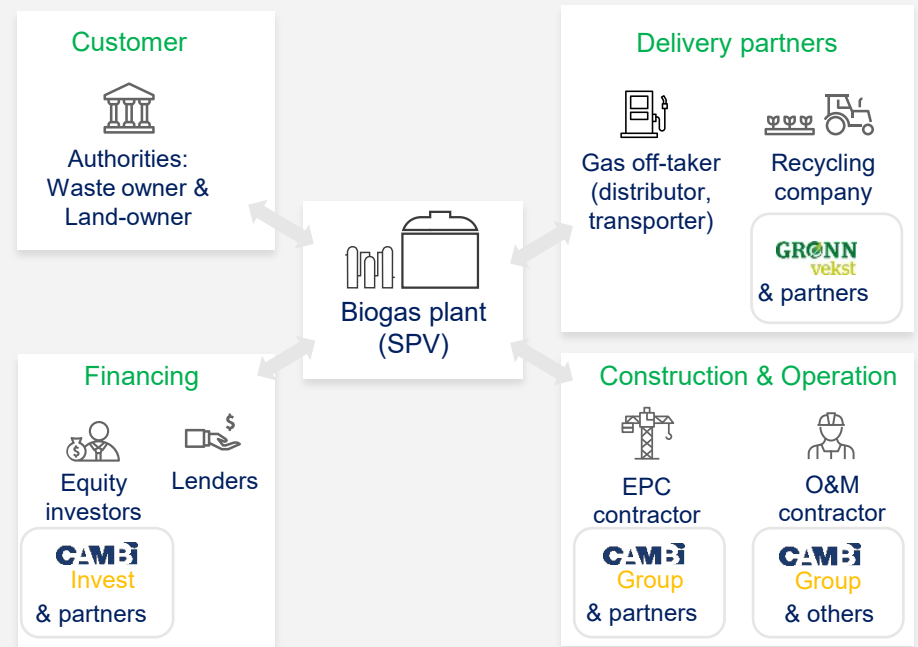 Customer
Authorities:
Waste owner &
Land-owner
Delivery partners
Gas off-taker
(distributor,
transporter)
Recycling
company
GRØNN
vekst
& partners
Biogas plant
(SPV)
Financing
$
$
Equity
investors
Lenders
CAMBi
Invest
& partners
Construction & Operation
EPC
contractor
O&M
contractor
CAMBi
Group
& partners
CAMBi
Group
& others